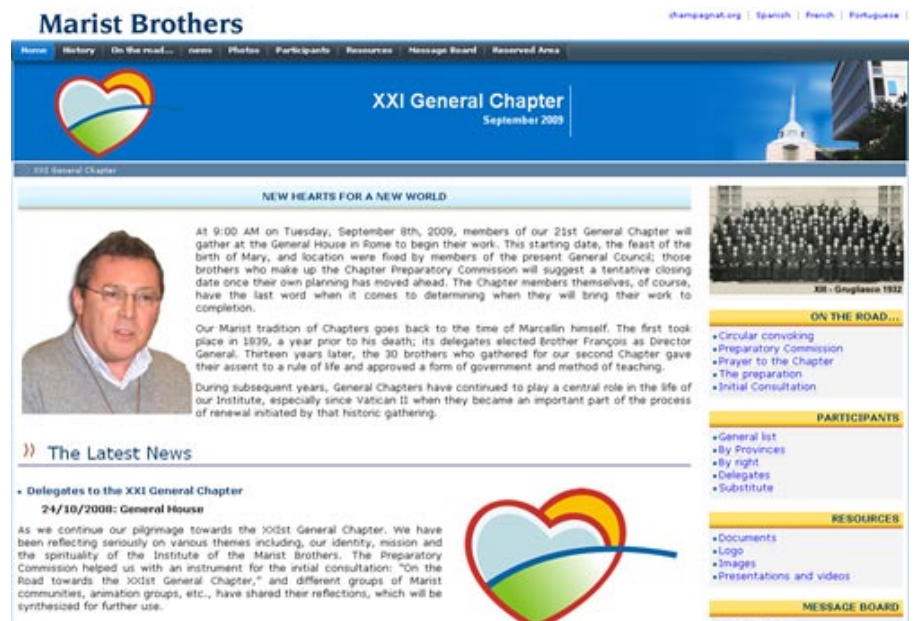 Marist Brothers
champagnat.org | Spanish | French | Portuguese |
Home History On the road... news Photos Participants Resources Message Board Reserved Area
XXI General Chapter
September 2009
XXI General Chapter
NEW HEARTS FOR A NEW WORLD
At 9:00 AM on Tuesday, September 8th, 2009, members of our 21st General Chapter will
gather at the General House in Rome to begin their work. This starting date, the feast of the
birth of Mary, and location were fixed by members of the present General Council; those
brothers who make up the Chapter Preparatory Commission will suggest a tentative closing
date once their own planning has moved ahead. The Chapter members themselves, of course,
have the last word when it comes to determining when they will bring their work to
completion.
Our Marist tradition of Chapters goes back to the time of Marcellin himself. The first took
place in 1839, a year prior to his death; its delegates elected Brother François as Director
General. Thirteen years later, the 30 brothers who gathered for our second Chapter gave
their assent to a rule of life and approved a form of government and method of teaching.
During subsequent years, General Chapters have continued to play a central role in the life of
our Institute, especially since Vatican II when they became an important part of the process
of renewal initiated by that historic gathering.
The Latest News
Delegates to the XXI General Chapter
24/10/2008: General House
As we continue our pilgrimage towards the XXIst General Chapter. We have
been reflecting seriously on various themes including, our identity, mission and
the spirituality of the Institute of the Marist Brothers. The Preparatory
Commission helped us with an instrument for the initial consultation: "On the
Road towards the XXIst General Chapter," and different groups of Marist
communities, animation groups, etc., have shared their reflections, which will be
synthesized for further use.
XIII - Grugliasco 1932
ON THE ROAD...
Circular convoking
Preparatory Commission
Prayer to the Chapter
The preparation
Initial Consultation
PARTICIPANTS
General list
By Provinces
By right
Delegates
Substitute
RESOURCES
Documents
Logo
Images
Presentations and videos
MESSAGE BOARD